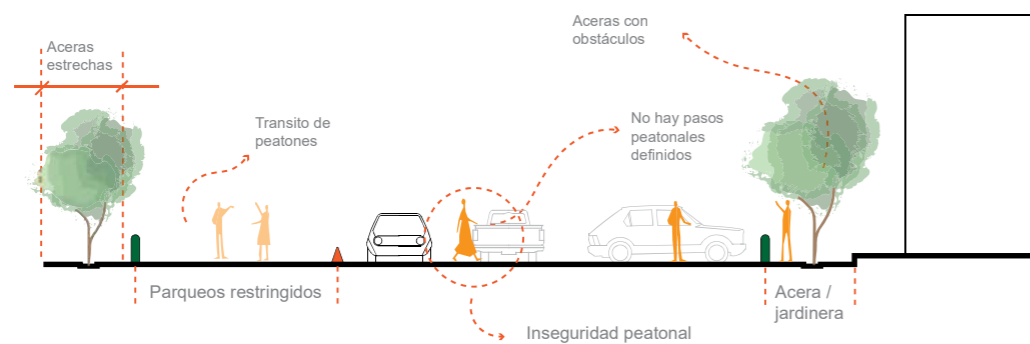 Aceras
estrechas
Transito de
peatones
Aceras con
obstáculos
No hay pasos
peatonales
definidos
Parqueos restringidos
Inseguridad peatonal
Acera /
jardinera